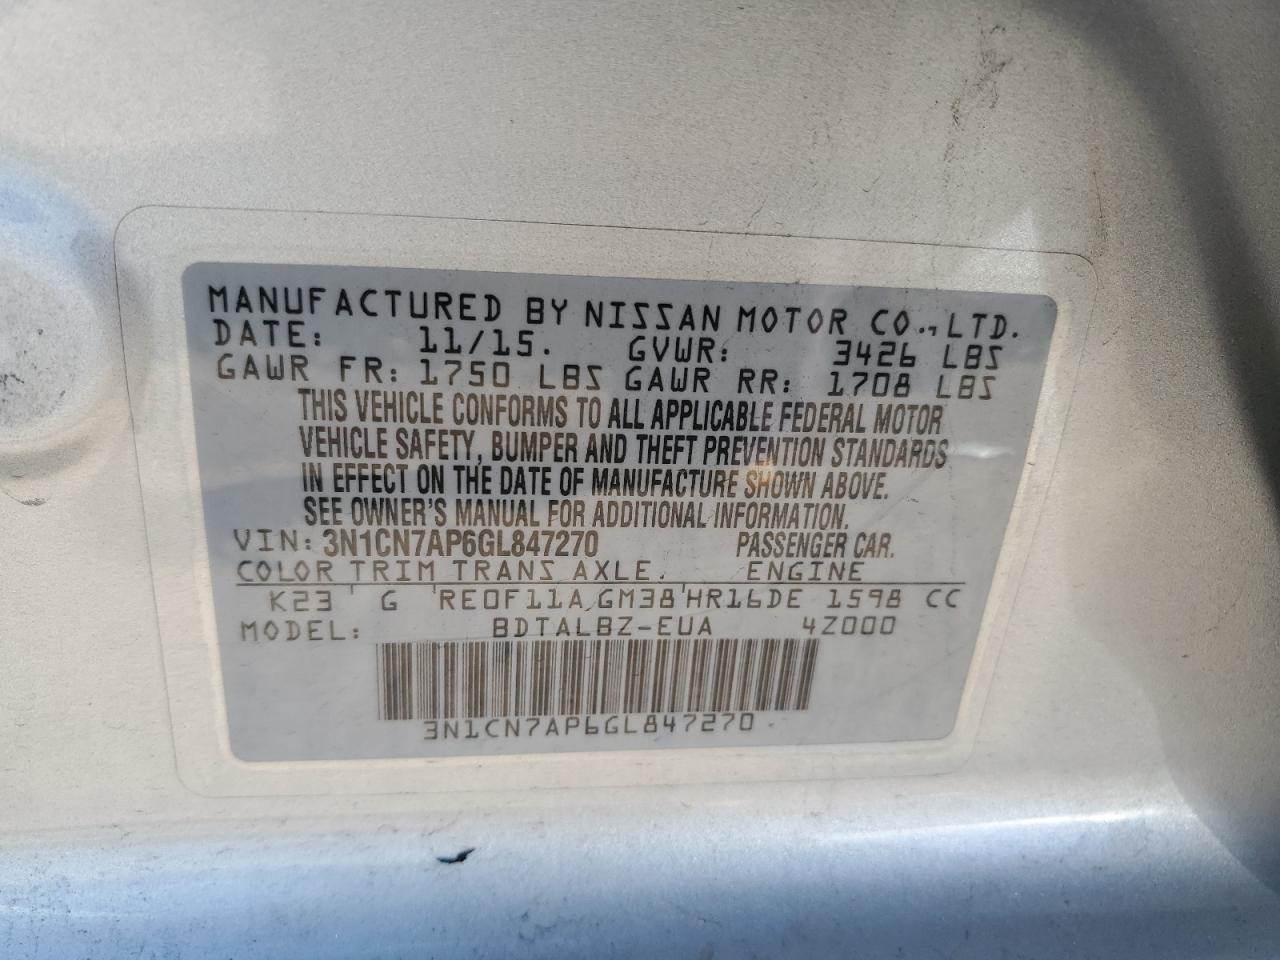 MANUFACTURED BY NISSAN MOTOR CO., LTD.
DATE: 11/15. GVWR: 3426 LBS
GAWR FR: 1750 LBS GAWR RR: 1708 LBS
THIS VEHICLE CONFORMS TO ALL APPLICABLE FEDERAL MOTOR
VEHICLE SAFETY, BUMPER AND THEFT PREVENTION STANDARDS
IN EFFECT ON THE DATE OF MANUFACTURE SHOWN ABOVE.
SEE OWNER'S MANUAL FOR ADDITIONAL INFORMATION.
VIN: 3N1CN7AP6GL847270 PASSENGER CAR.
COLOR TRIM TRANS AXLE. ENGINE
K23 G RE0F11A GM38 HR16DE 1598 CC
MODEL: BDTALBZ-EUA 4Z000
3N1CN7AP6GL847270